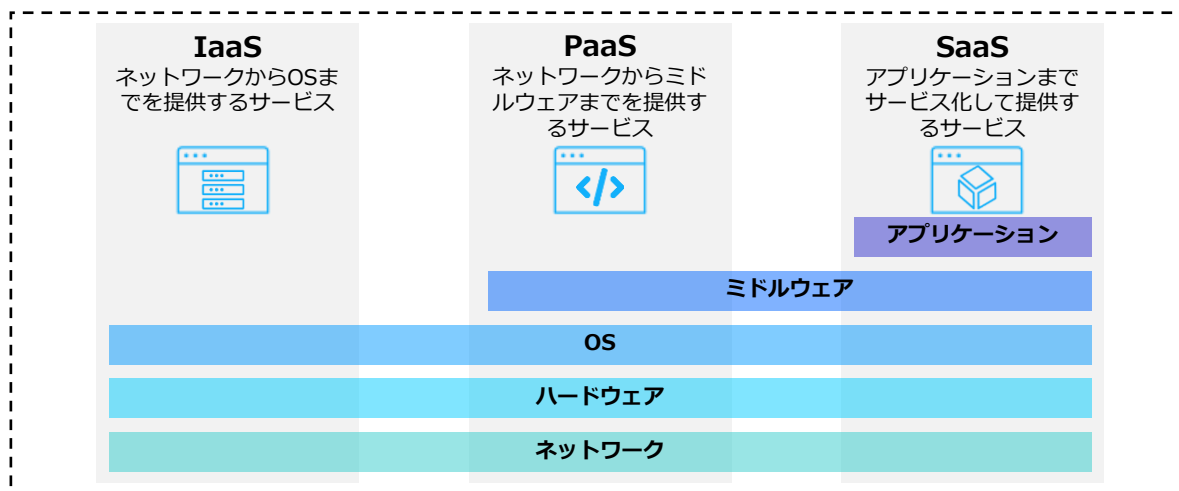 IaaS
ネットワークからOSま
でを提供するサービス
PaaS
ネットワークからミド
ルウェアまでを提供す
るサービス
SaaS
アプリケーションまで
サービス化して提供す
るサービス
アプリケーション
ミドルウェア
OS
ハードウェア
ネットワーク